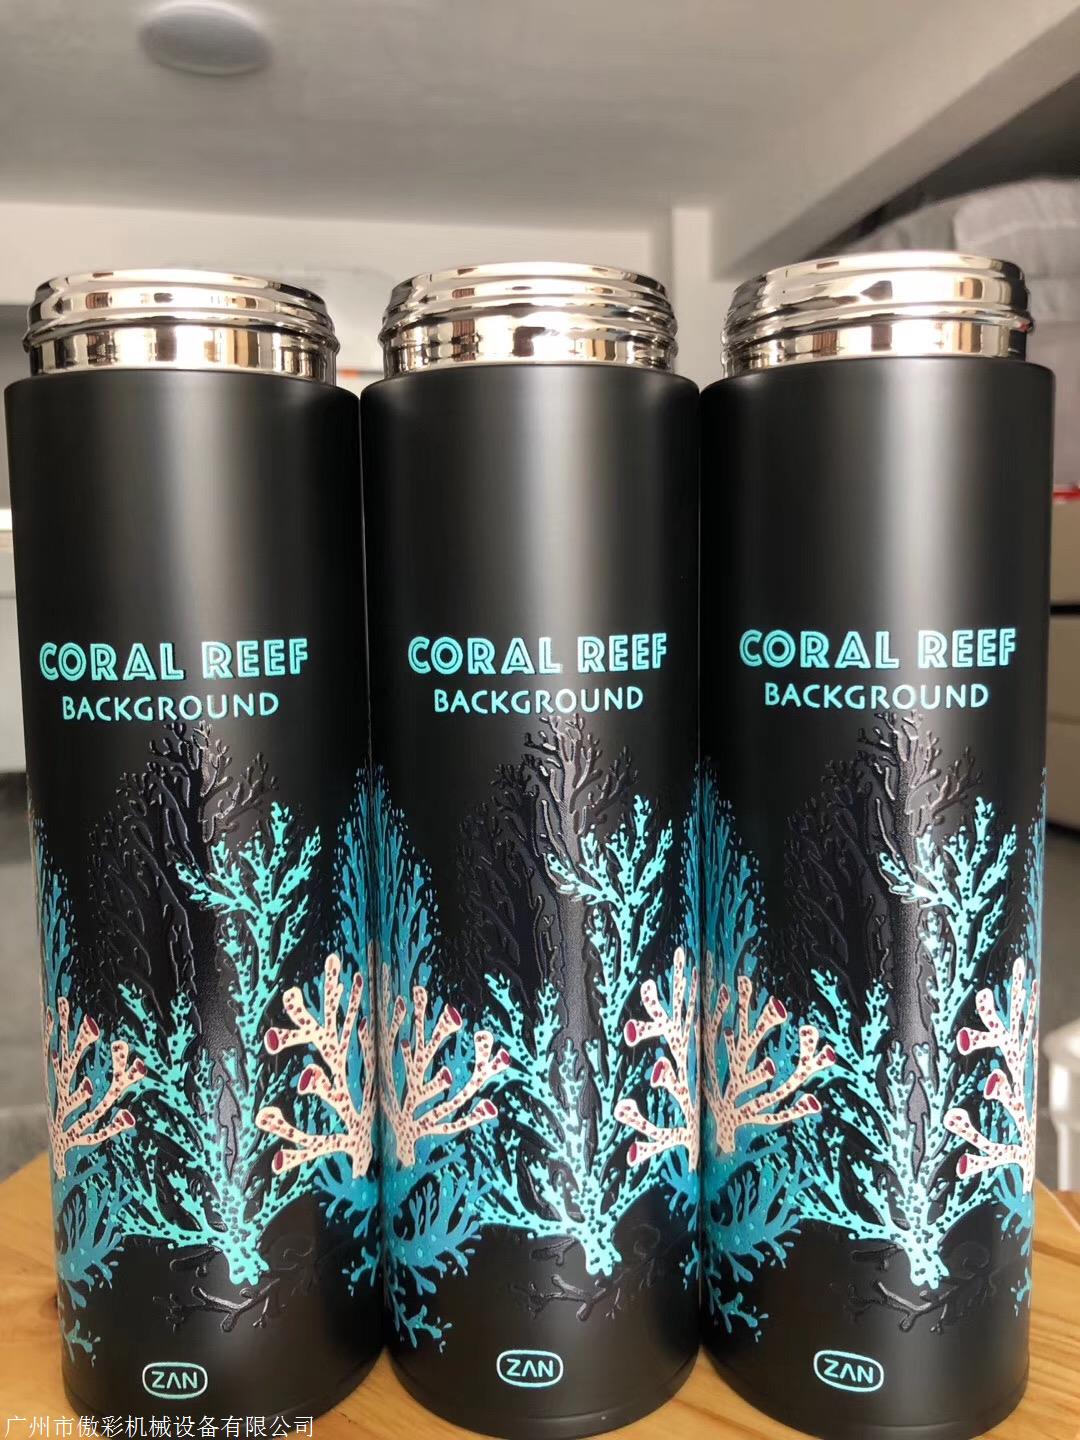 CORAL REEF
BACKGROUND
ZAN
CORAL REEF
BACKGROUND
ZAN
CORAL REEF
BACKGROUND
ZAN
广州市傲彩机械设备有限公司